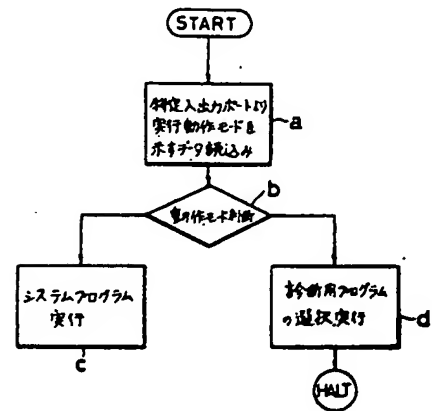 START
特定入出力ポートより
実行動作モードを
示すデータ読込み
a
b
動作モード判断
システムプログラム
実行
c
診断用プログラム
の選択実行
d
HALT